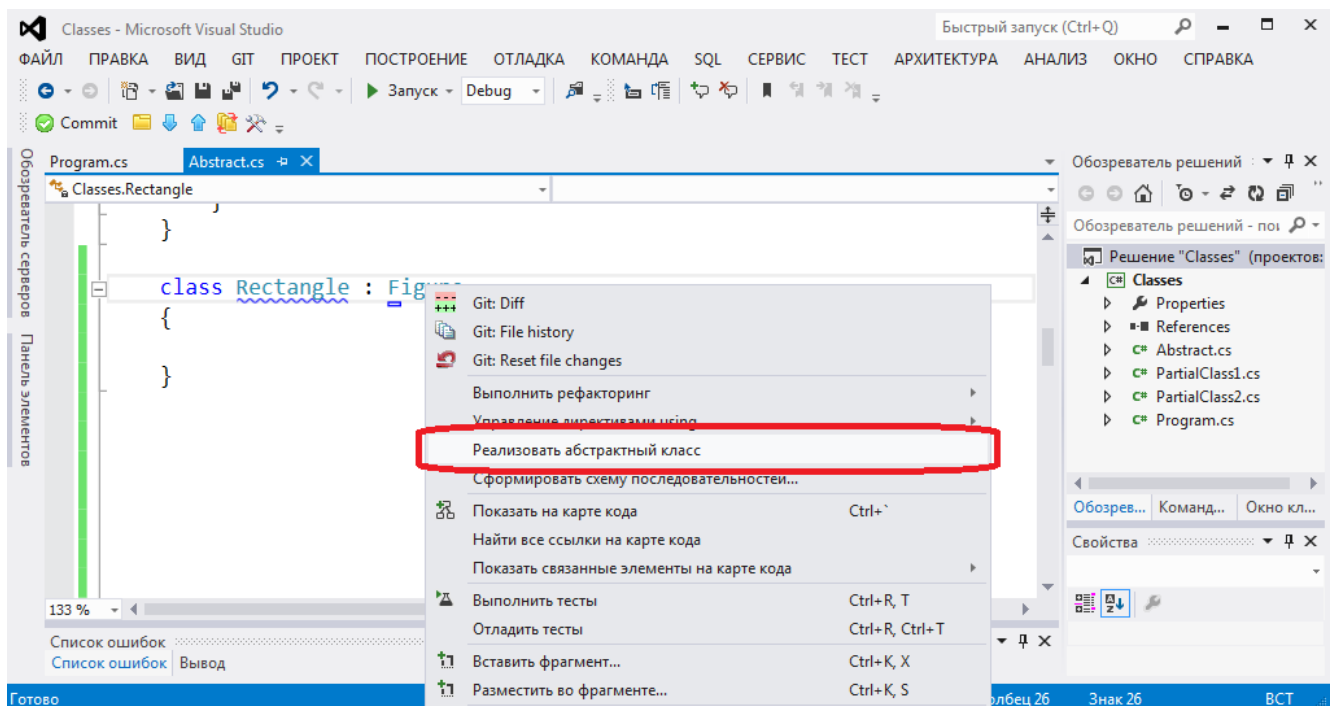 Classes - Microsoft Visual Studio
Быстрый запуск (Ctrl+Q)
ФАЙЛ ПРАВКА ВИД GIT ПРОЕКТ ПОСТРОЕНИЕ ОТЛАДКА КОМАНДА SQL СЕРВИС ТЕСТ АРХИТЕКТУРА АНАЛИЗ ОКНО СПРАВКА
Запуск Debug
Commit
Обозреватель серверов
Панель элементов
Program.cs Abstract.cs
Classes.Rectangle
}
}
class Rectangle : Figure
{
}
Git: Diff
Git: File history
Git: Reset file changes
Выполнить рефакторинг
Управление директивами using
Реализовать абстрактный класс
Сформировать схему последовательностей...
Показать на карте кода Ctrl+`
Найти все ссылки на карте кода
Показать связанные элементы на карте кода
Выполнить тесты Ctrl+R, T
Отладить тесты Ctrl+R, Ctrl+T
Вставить фрагмент... Ctrl+K, X
Разместить во фрагменте... Ctrl+K, S
133 %
Список ошибок
Список ошибок Вывод
Обозреватель решений
Обозреватель решений - пои
Решение "Classes" (проектов:
C# Classes
Properties
References
C# Abstract.cs
C# PartialClass1.cs
C# PartialClass2.cs
C# Program.cs
Обозрев... Команд... Окно кл...
Свойства
Готово
олбец 26 Знак 26 ВСТ